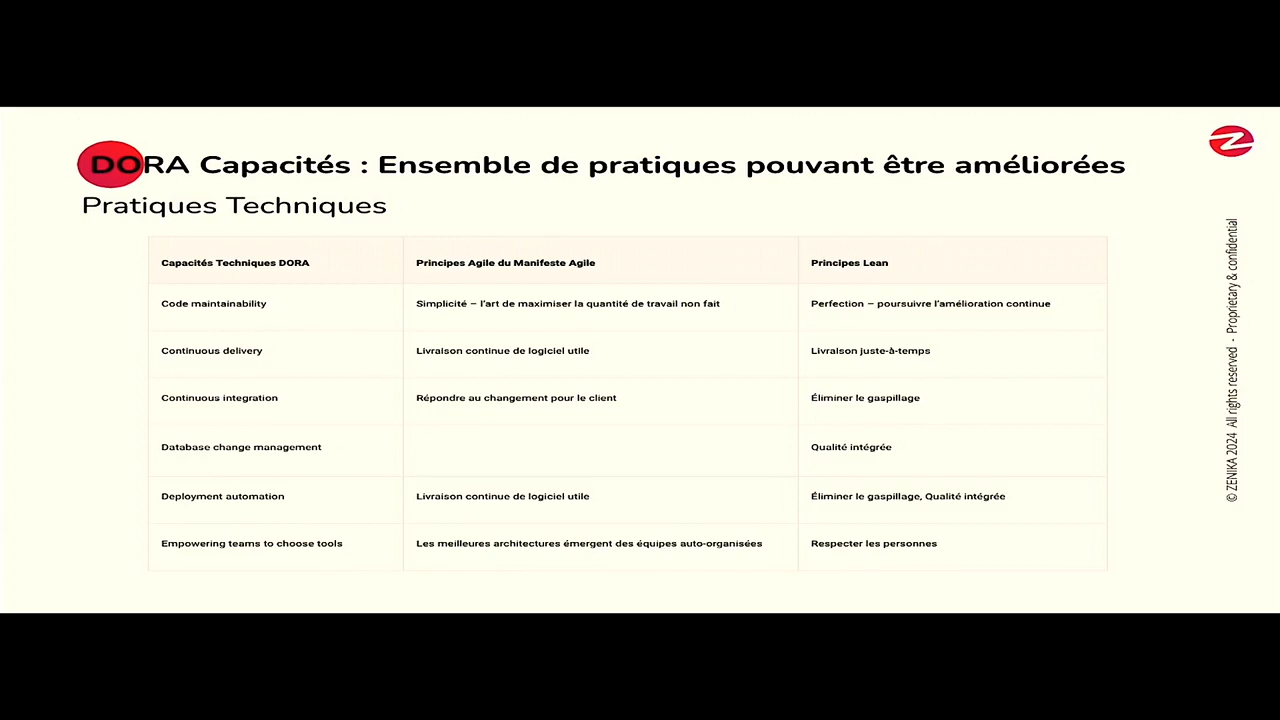 DORA Capacités : Ensemble de pratiques pouvant être améliorées
Pratiques Techniques
Capacités Techniques DORA Principes Agile du Manifeste Agile Principes Lean
Code maintainability Simplicité – l'art de maximiser la quantité de travail non fait Perfection – poursuivre l'amélioration continue
Continuous delivery Livraison continue de logiciel utile Livraison juste-à-temps
Continuous integration Répondre au changement pour le client Éliminer le gaspillage
Database change management Qualité intégrée
Deployment automation Livraison continue de logiciel utile Éliminer le gaspillage, Qualité intégrée
Empowering teams to choose tools Les meilleures architectures émergent des équipes auto-organisées Respecter les personnes
© ZENIKA 2024 All rights reserved - Proprietary & confidential